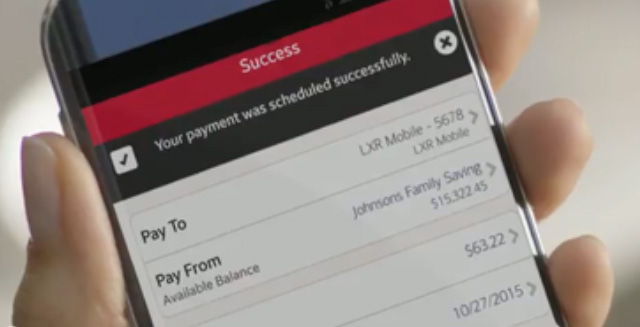 Success
Your payment was scheduled successfully.
Pay To LXR Mobile - 5678
LXR Mobile
Pay From Johnsons Family Saving
Available Balance $15,322.45
$63.22
10/27/2015